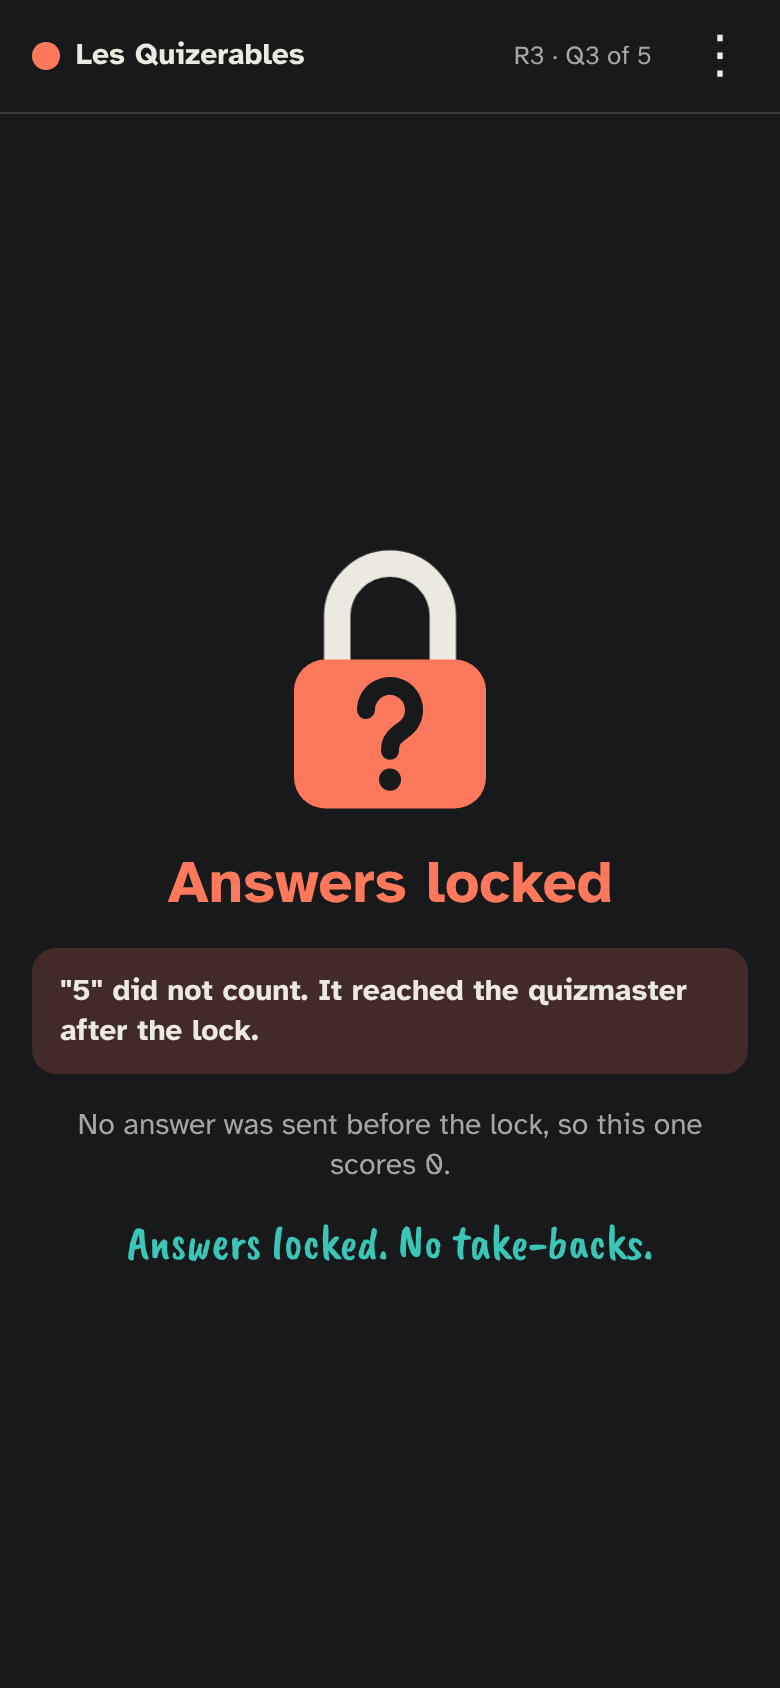 Les Quizerables
R3 · Q3 of 5
?
Answers locked
"5" did not count. It reached the quizmaster
after the lock.
No answer was sent before the lock, so this one
scores 0.
Answers locked. No take-backs.